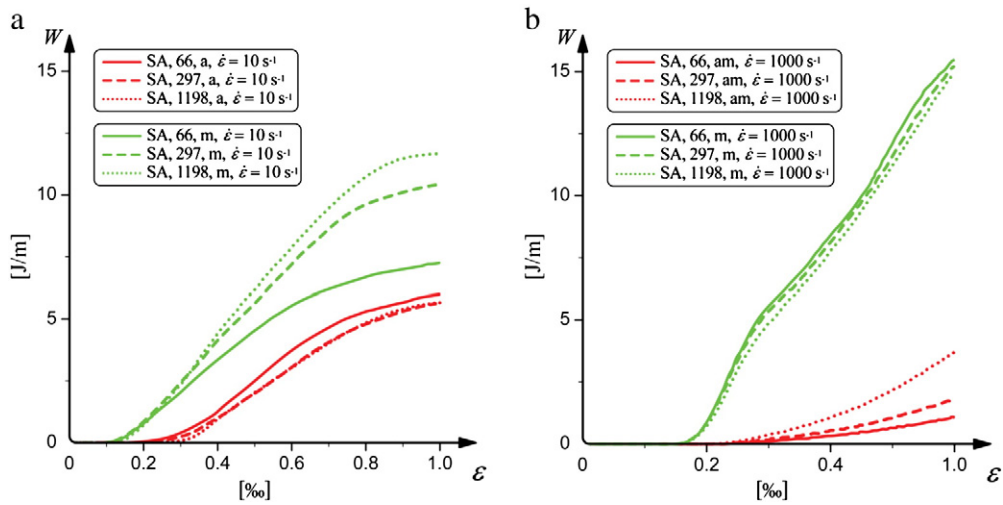 a
W
SA, 66, a, ε̇ = 10 s⁻¹
SA, 297, a, ε̇ = 10 s⁻¹
SA, 1198, a, ε̇ = 10 s⁻¹
SA, 66, m, ε̇ = 10 s⁻¹
SA, 297, m, ε̇ = 10 s⁻¹
SA, 1198, m, ε̇ = 10 s⁻¹
15
10
[J/m]
5
0
0 0.2 0.4 0.6 0.8 1.0 ε
[‰]
b
W
SA, 66, am, ε̇ = 1000 s⁻¹
SA, 297, am, ε̇ = 1000 s⁻¹
SA, 1198, am, ε̇ = 1000 s⁻¹
SA, 66, m, ε̇ = 1000 s⁻¹
SA, 297, m, ε̇ = 1000 s⁻¹
SA, 1198, m, ε̇ = 1000 s⁻¹
15
10
[J/m]
5
0
0 0.2 0.4 1.0 ε
[‰]